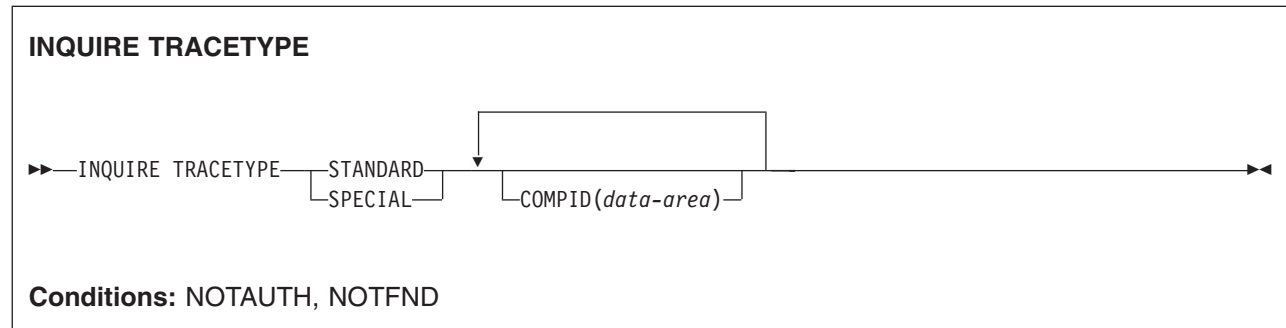 INQUIRE TRACETYPE
INQUIRE TRACETYPE STANDARD
SPECIAL COMPID(data-area)
Conditions: NOTAUTH, NOTFND